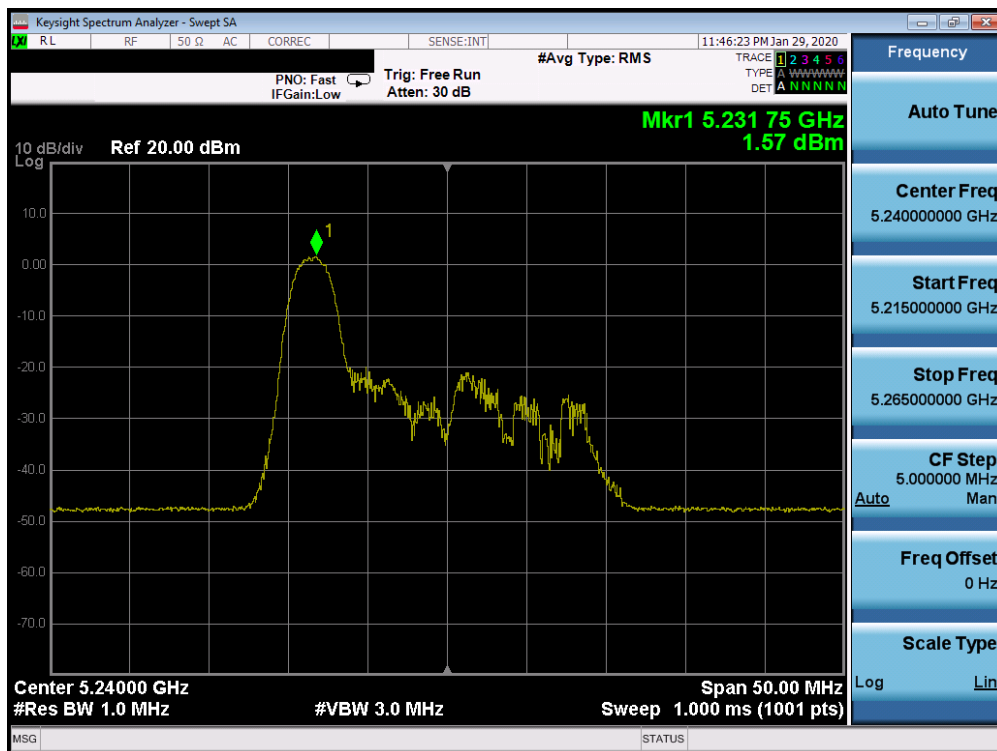 Keysight Spectrum Analyzer - Swept SA
LXI RL RF 50 Ω AC CORREC SENSE:INT 11:46:23 PM Jan 29, 2020
#Avg Type: RMS TRACE 1 2 3 4 5 6
PNO: Fast Trig: Free Run TYPE A WWWWW
IFGain:Low Atten: 30 dB DET A N N N N N
Mkr1 5.231 75 GHz
1.57 dBm
10 dB/div Ref 20.00 dBm
Log
10.0
0.00
-10.0
-20.0
-30.0
-40.0
-50.0
-60.0
-70.0
1
Center 5.24000 GHz Span 50.00 MHz
#Res BW 1.0 MHz #VBW 3.0 MHz Sweep 1.000 ms (1001 pts)
MSG STATUS
Frequency
Auto Tune
Center Freq
5.240000000 GHz
Start Freq
5.215000000 GHz
Stop Freq
5.265000000 GHz
CF Step
5.000000 MHz
Auto Man
Freq Offset
0 Hz
Scale Type
Log Lin